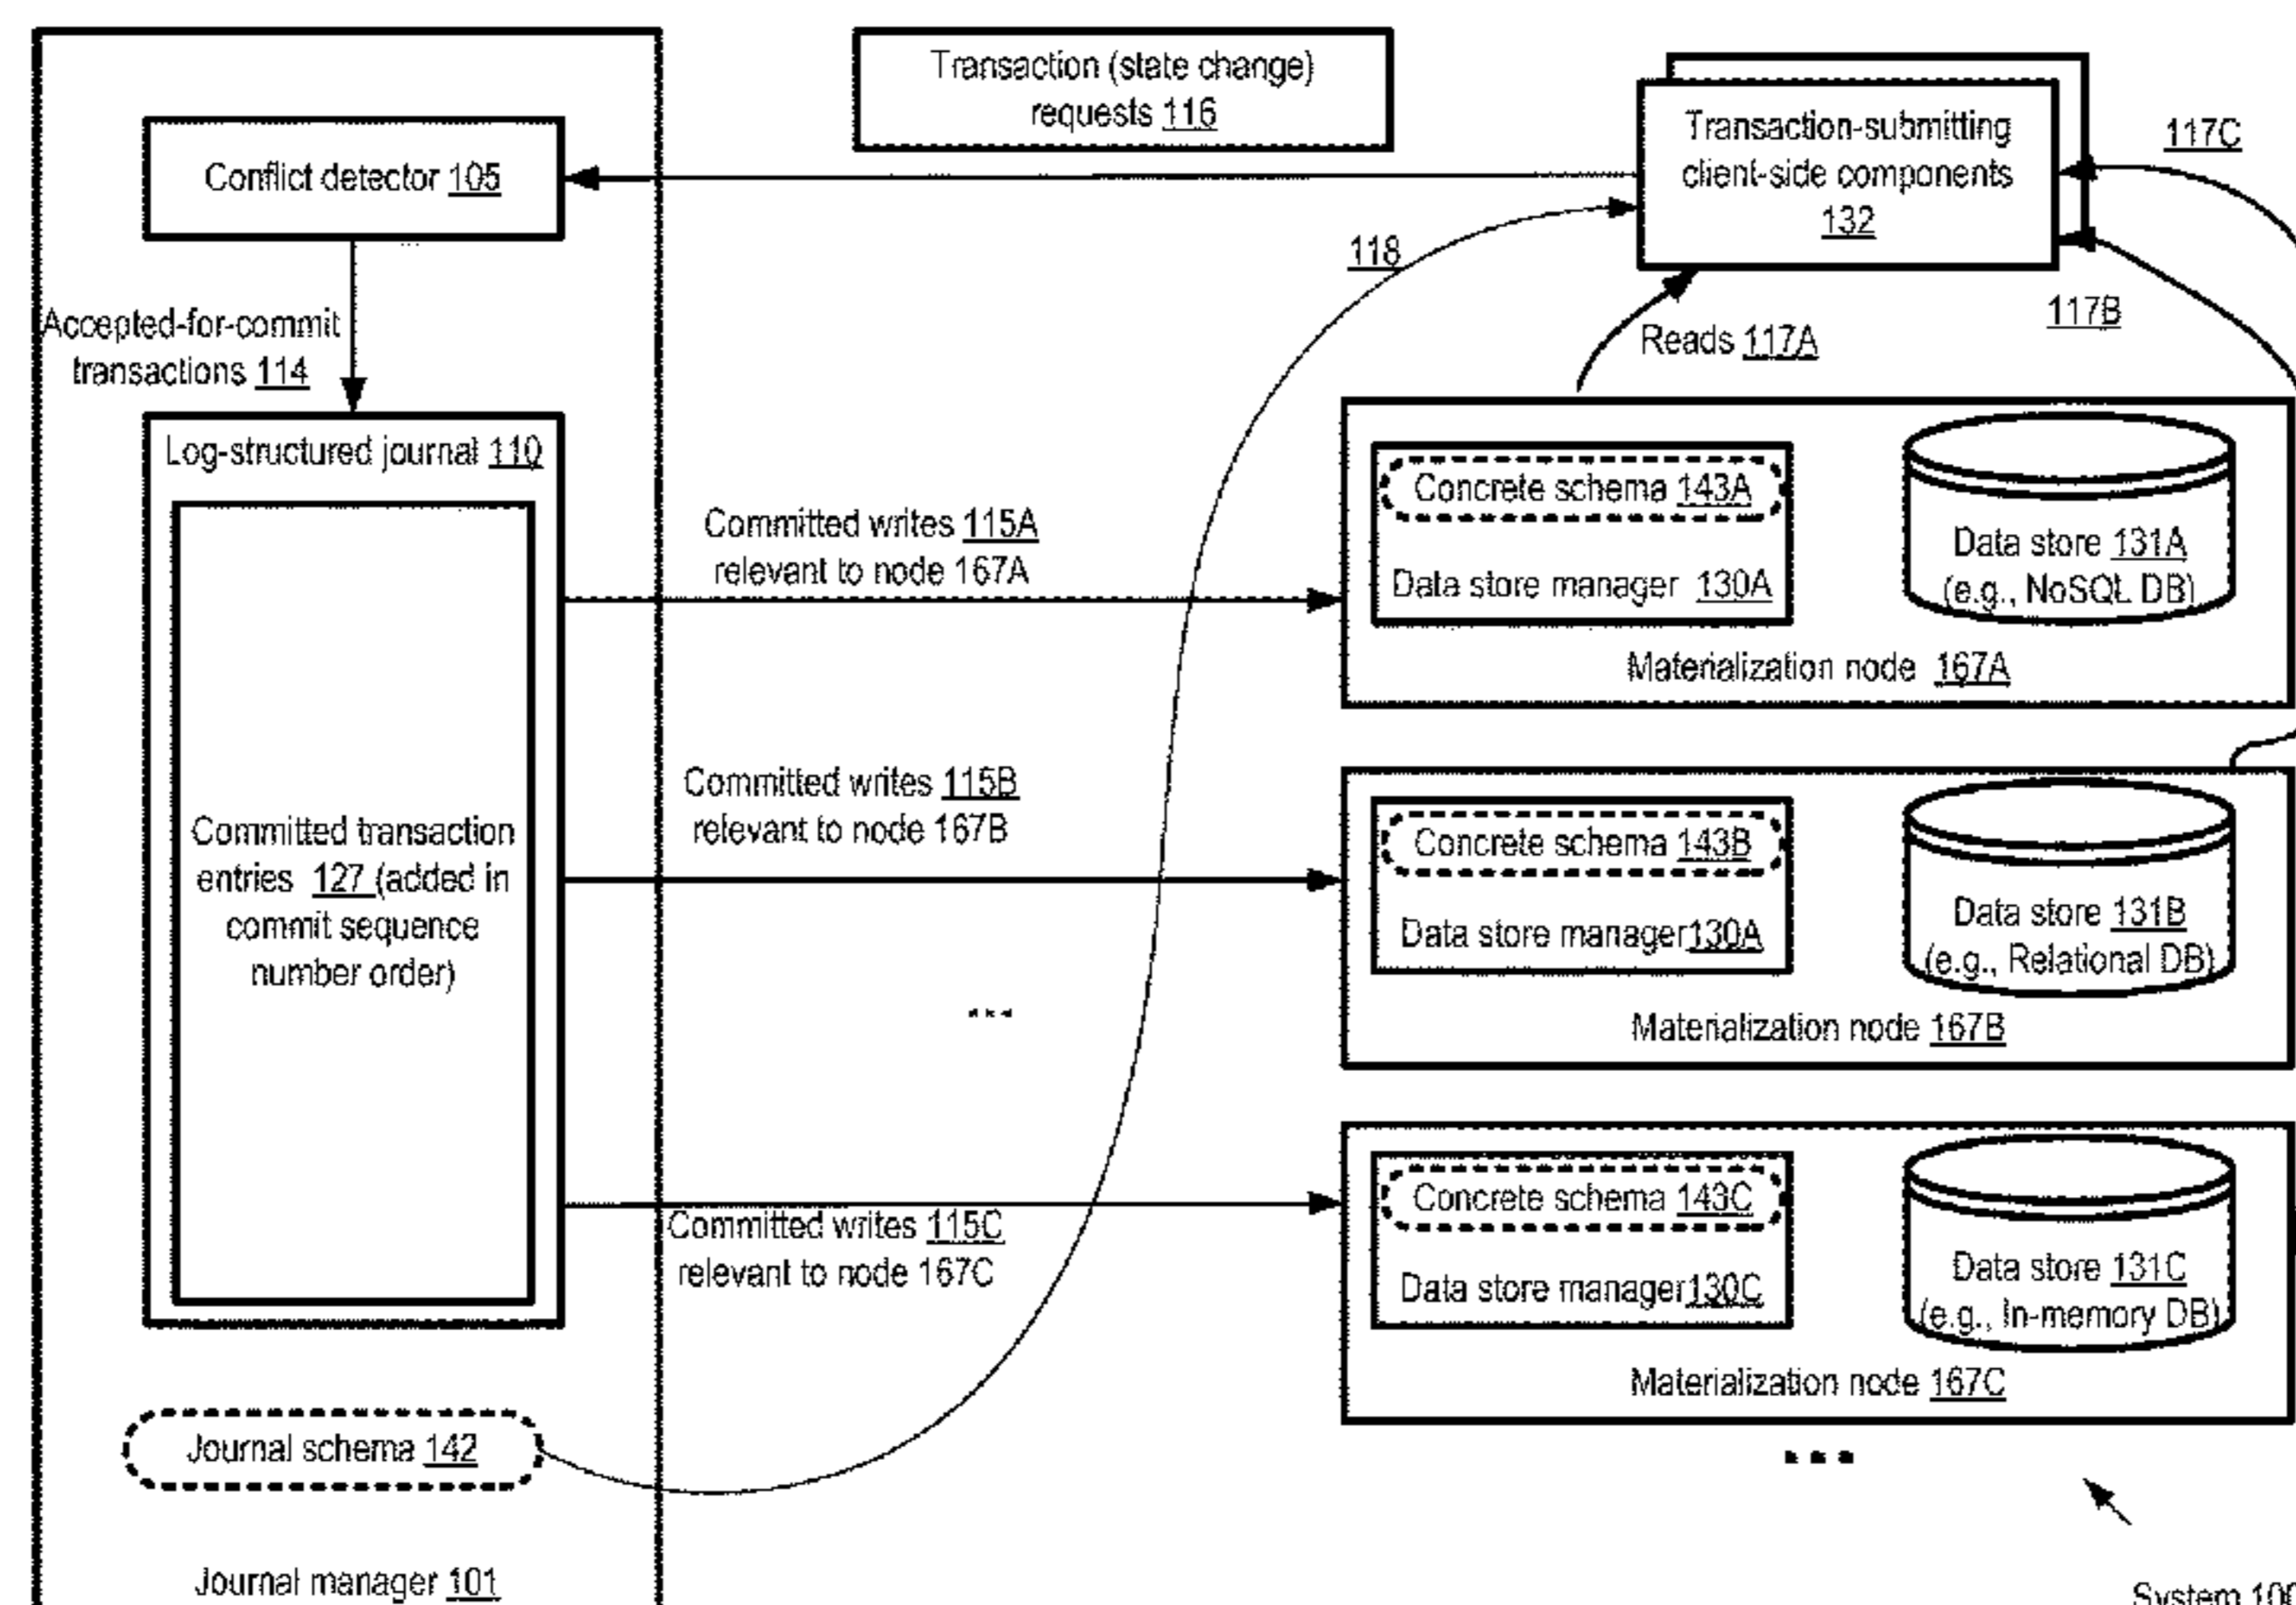 Transaction (state change)
requests 116
Transaction-submitting
client-side components
132
117C
Conflict detector 105
118
117B
Accepted-for-commit
transactions 114
Reads 117A
Log-structured journal 110
Committed writes 115A
relevant to node 167A
Concrete schema 143A
Data store manager 130A
Data store 131A
(e.g., NoSQL DB)
Materialization node 167A
Committed writes 115B
relevant to node 167B
Concrete schema 143B
Data store manager130A
Data store 131B
(e.g., Relational DB)
Materialization node 167B
Committed transaction
entries 127 (added in
commit sequence
number order)
...
Committed writes 115C
relevant to node 167C
Concrete schema 143C
Data store manager130C
Data store 131C
(e.g., In-memory DB)
Materialization node 167C
...
Journal schema 142
Journal manager 101
System 100